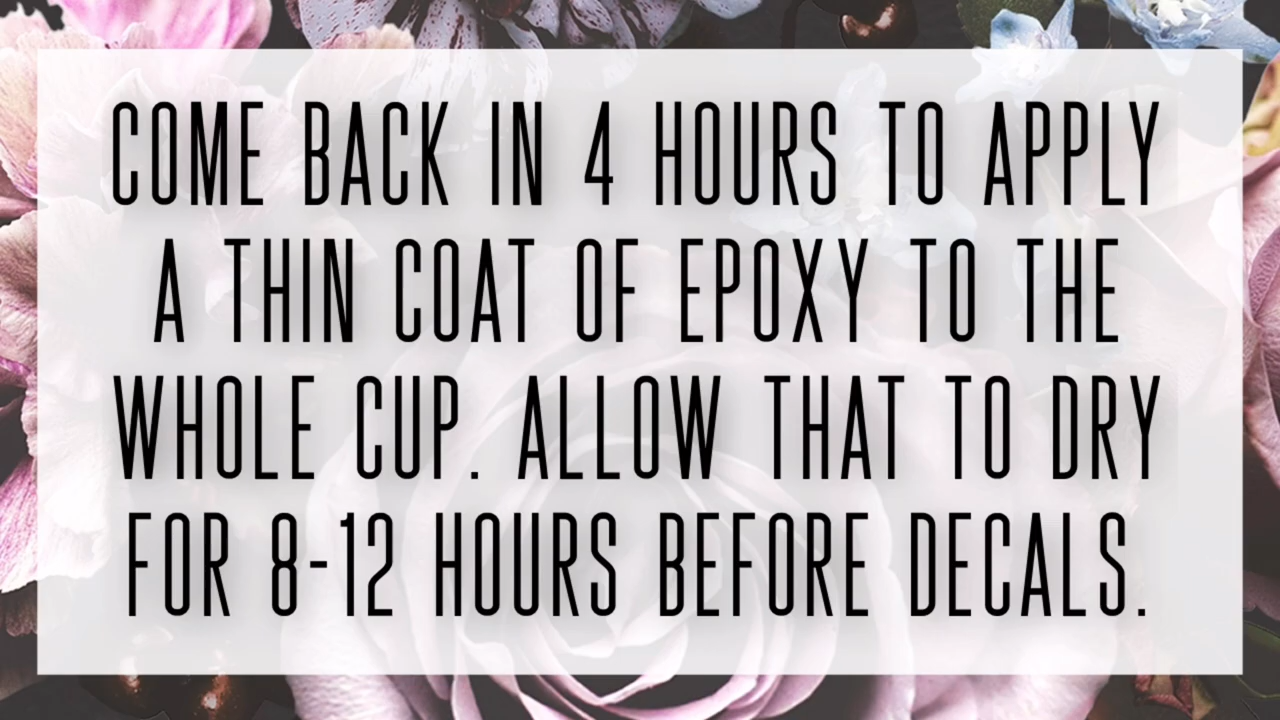 COME BACK IN 4 HOURS TO APPLY
A THIN COAT OF EPOXY TO THE
WHOLE CUP. ALLOW THAT TO DRY
FOR 8-12 HOURS BEFORE DECALS.